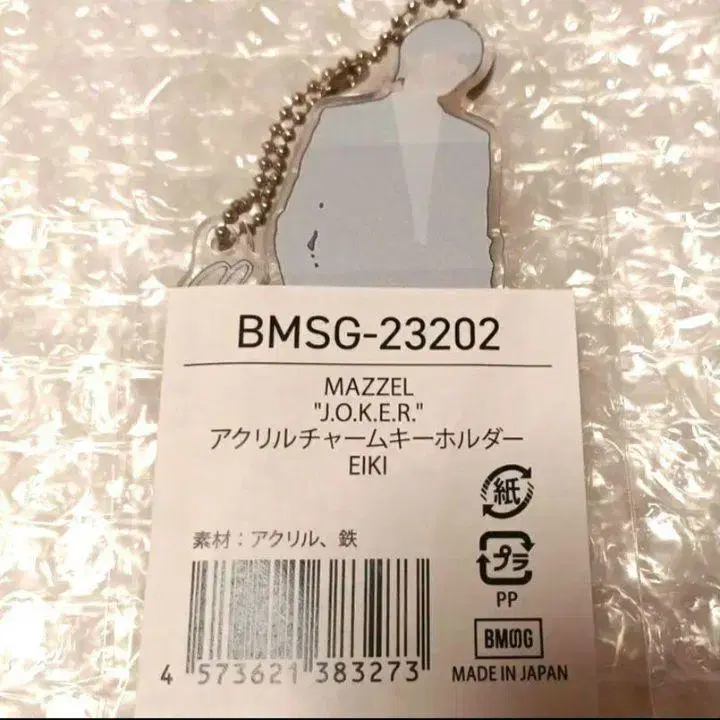 BMSG-23202
MAZZEL
"J.O.K.E.R."
アクリルチャームキーホルダー
EIKI
紙
素材：アクリル、鉄
プラ
PP
BMSG
4 573621 383273
MADE IN JAPAN